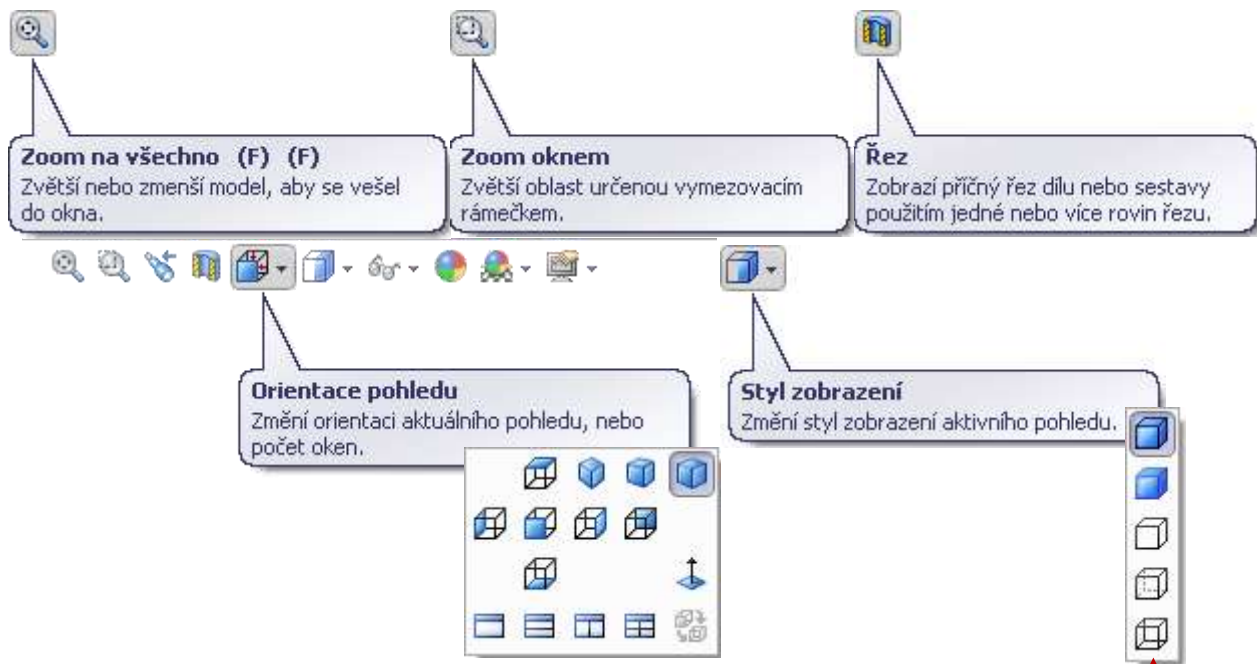 Zoom na všechno (F) (F)
Zvětší nebo zmenší model, aby se vešel
do okna.
Zoom oknem
Zvětší oblast určenou vymezovacím
rámečkem.
Řez
Zobrazí příčný řez dílu nebo sestavy
použitím jedné nebo více rovin řezu.
Orientace pohledu
Změní orientaci aktuálního pohledu, nebo
počet oken.
Styl zobrazení
Změní styl zobrazení aktivního pohledu.